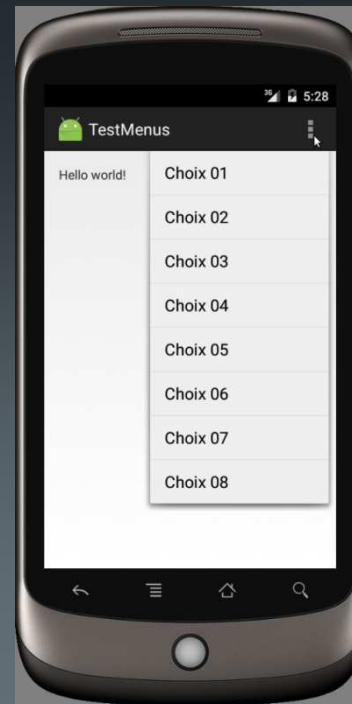 3G 5:28
TestMenus
Hello world!
Choix 01
Choix 02
Choix 03
Choix 04
Choix 05
Choix 06
Choix 07
Choix 08